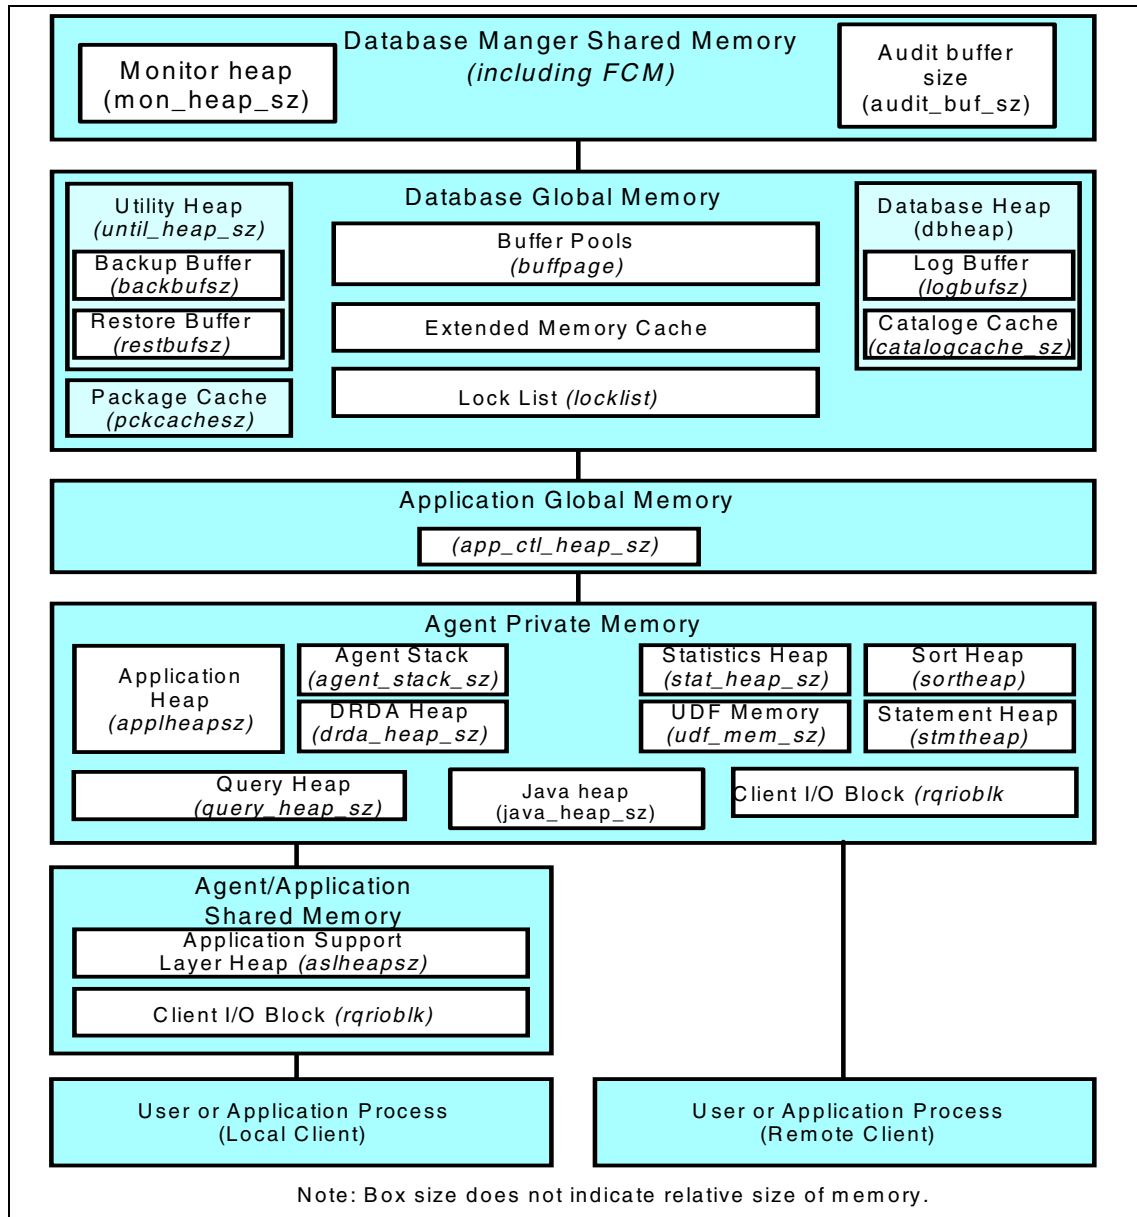 Database Manger Shared Memory
(including FCM)
Monitor heap
(mon_heap_sz)
Audit buffer
size
(audit_buf_sz)
Database Global Memory
Utility Heap
(until_heap_sz)
Backup Buffer
(backbufsz)
Restore Buffer
(restbufsz)
Package Cache
(pckcachesz)
Buffer Pools
(buffpage)
Extended Memory Cache
Lock List (locklist)
Database Heap
(dbheap)
Log Buffer
(logbufsz)
Cataloge Cache
(catalogcache_sz)
Application Global Memory
(app_ctl_heap_sz)
Agent Private Memory
Application
Heap
(applheapsz)
Agent Stack
(agent_stack_sz)
DRDA Heap
(drda_heap_sz)
Statistics Heap
(stat_heap_sz)
UDF Memory
(udf_mem_sz)
Sort Heap
(sortheap)
Statement Heap
(stmtheap)
Query Heap
(query_heap_sz)
Java heap
(java_heap_sz)
Client I/O Block (rqrioblk
Agent/Application
Shared Memory
Application Support
Layer Heap (aslheapsz)
Client I/O Block (rqrioblk)
User or Application Process
(Local Client)
User or Application Process
(Remote Client)
Note: Box size does not indicate relative size of memory.